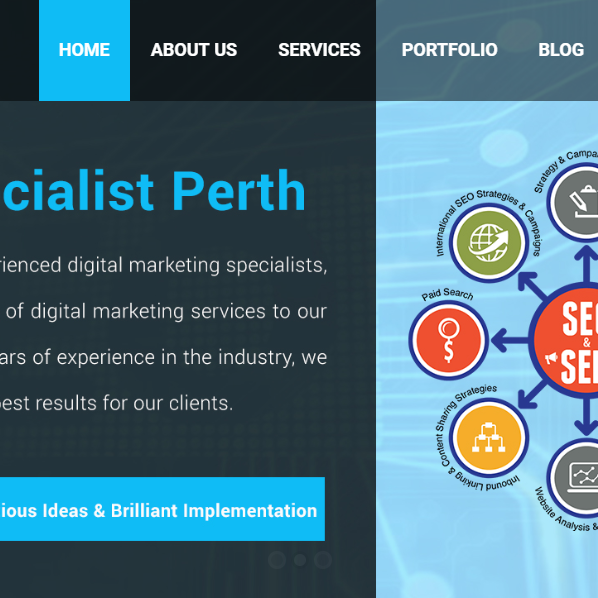 HOME ABOUT US SERVICES PORTFOLIO BLOG
cialist Perth
rienced digital marketing specialists,
of digital marketing services to our
ars of experience in the industry, we
est results for our clients.
ious Ideas & Brilliant Implementation
Strategy & Campa
International SEO Strategies & Campaigns
Paid Search
SEO
&
SE
Inbound Linking & Content Sharing Strategies
Website Analysis &